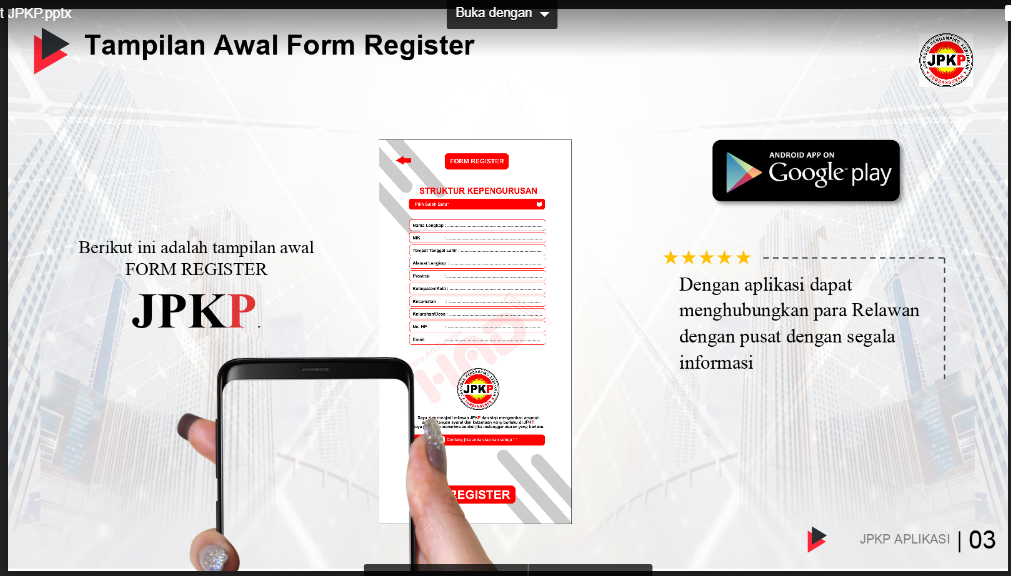 t JPKP.pptx
Buka dengan
Tampilan Awal Form Register
JPKP
FORM REGISTER
STRUKTUR KEPENGURUSAN
Pilih Salah Satu
Nama Lengkap :
NIK :
Tempat Tanggal Lahir :
Alamat Lengkap :
Provinsi :
Kabupaten/Kota :
Kecamatan :
Kelurahan/Desa :
No. HP :
Email :
JPKP
REGISTER
Berikut ini adalah tampilan awal
FORM REGISTER
JPKP.
ANDROID APP ON
Google play
Dengan aplikasi dapat
menghubungkan para Relawan
dengan pusat dengan segala
informasi
JPKP APLIKASI | 03